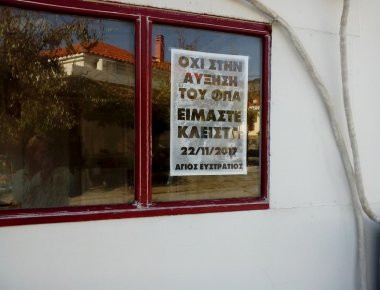 ΟΧΙ ΣΤΗΝ
ΑΥΞΗΣΗ
ΤΟΥ ΦΠΑ
ΕΙΜΑΣΤΕ
ΚΛΕΙΣΤΑ
22/11/2017
ΑΓΙΟΣ ΕΥΣΤΡΑΤΙΟΣ